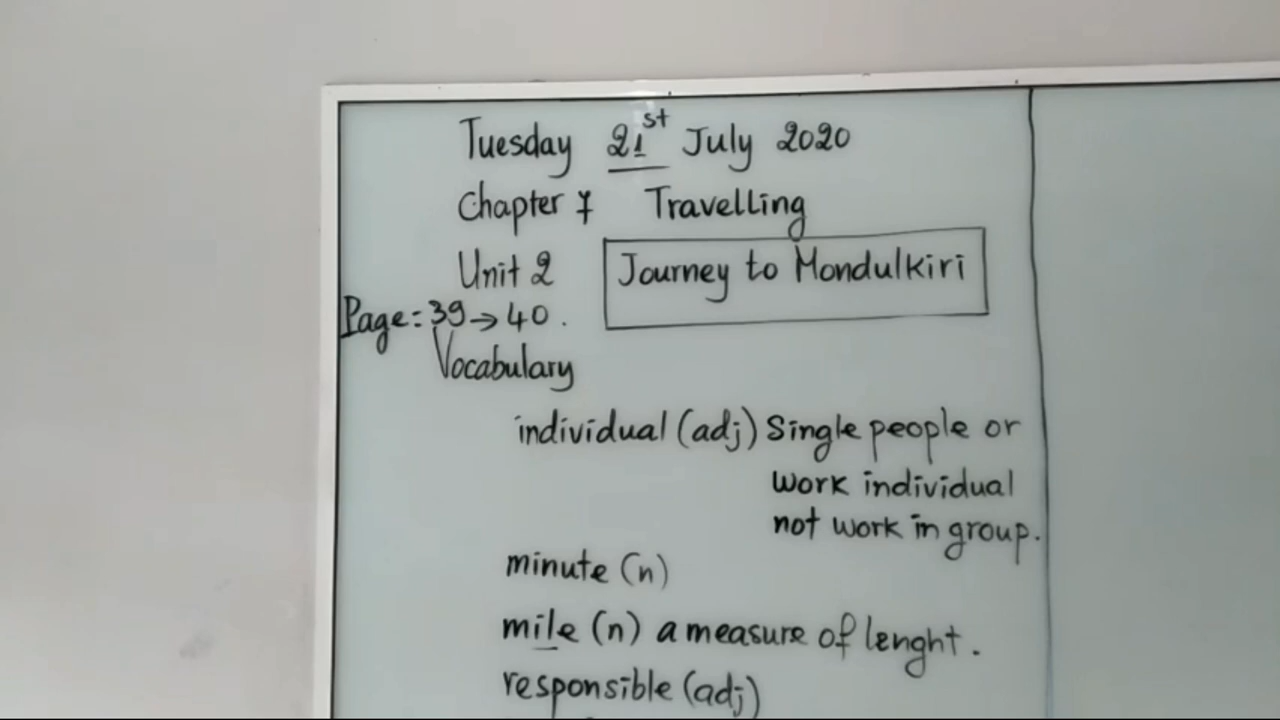 Tuesday 21st July 2020
Chapter 7 Travelling
Unit 2 Journey to Mondulkiri
Page: 39 → 40.
Vocabulary
individual (adj) Single people or
work individual
not work in group.
minute (n)
mile (n) a measure of lenght.
responsible (adj)